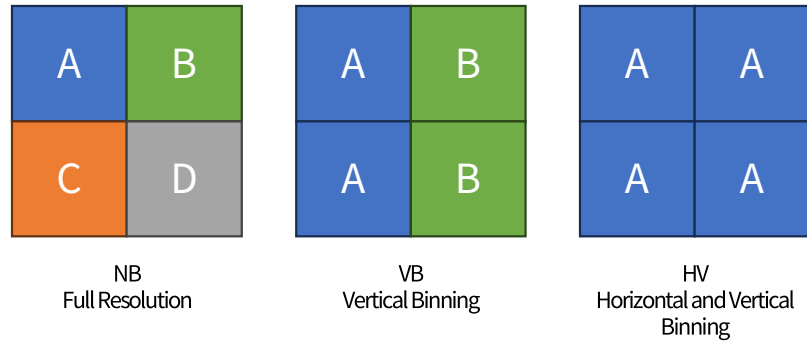 A B
C D
NB
Full Resolution
A B
A B
VB
Vertical Binning
A A
A A
HV
Horizontal and Vertical
Binning